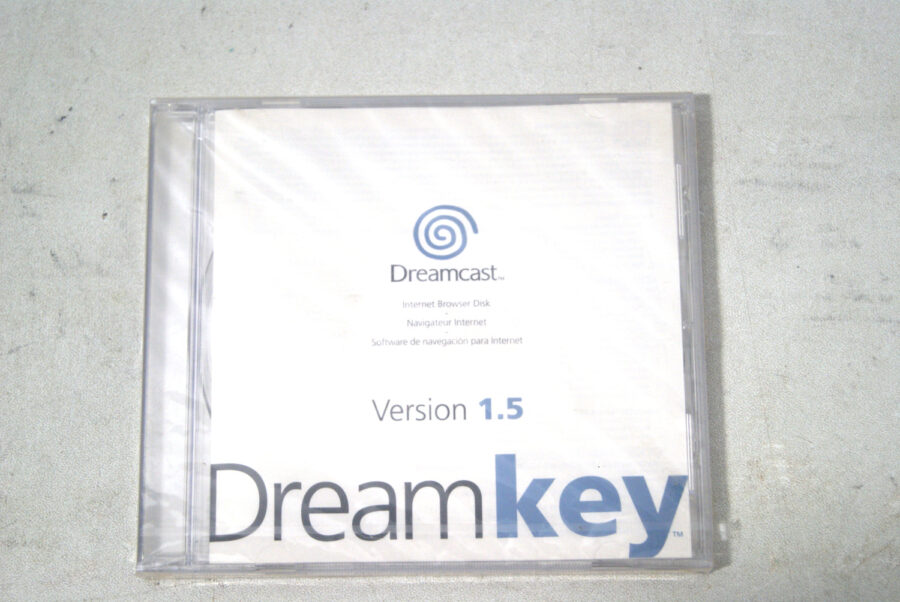 Dreamcast™
Internet Browser Disk
-
Navigateur Internet
-
Software de navegación para Internet
Version 1.5
Dreamkey™